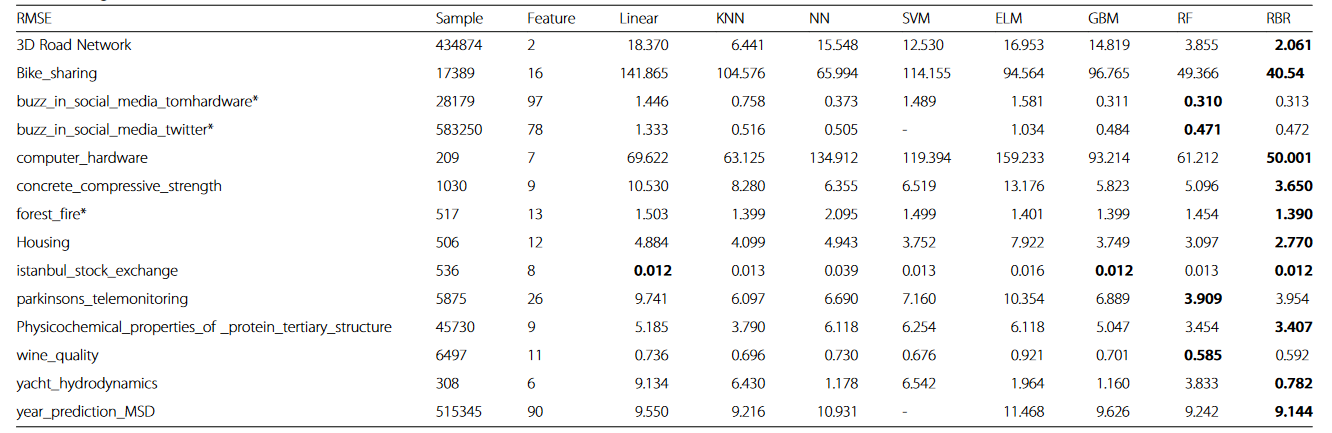 RMSE Sample Feature Linear KNN NN SVM ELM GBM RF RBR
3D Road Network 434874 2 18.370 6.441 15.548 12.530 16.953 14.819 3.855 2.061
Bike_sharing 17389 16 141.865 104.576 65.994 114.155 94.564 96.765 49.366 40.54
buzz_in_social_media_tomhardware* 28179 97 1.446 0.758 0.373 1.489 1.581 0.311 0.310 0.313
buzz_in_social_media_twitter* 583250 78 1.333 0.516 0.505 - 1.034 0.484 0.471 0.472
computer_hardware 209 7 69.622 63.125 134.912 119.394 159.233 93.214 61.212 50.001
concrete_compressive_strength 1030 9 10.530 8.280 6.355 6.519 13.176 5.823 5.096 3.650
forest_fire* 517 13 1.503 1.399 2.095 1.499 1.401 1.399 1.454 1.390
Housing 506 12 4.884 4.099 4.943 3.752 7.922 3.749 3.097 2.770
istanbul_stock_exchange 536 8 0.012 0.013 0.039 0.013 0.016 0.012 0.013 0.012
parkinsons_telemonitoring 5875 26 9.741 6.097 6.690 7.160 10.354 6.889 3.909 3.954
Physicochemical_properties_of _protein_tertiary_structure 45730 9 5.185 3.790 6.118 6.254 6.118 5.047 3.454 3.407
wine_quality 6497 11 0.736 0.696 0.730 0.676 0.921 0.701 0.585 0.592
yacht_hydrodynamics 308 6 9.134 6.430 1.178 6.542 1.964 1.160 3.833 0.782
year_prediction_MSD 515345 90 9.550 9.216 10.931 - 11.468 9.626 9.242 9.144